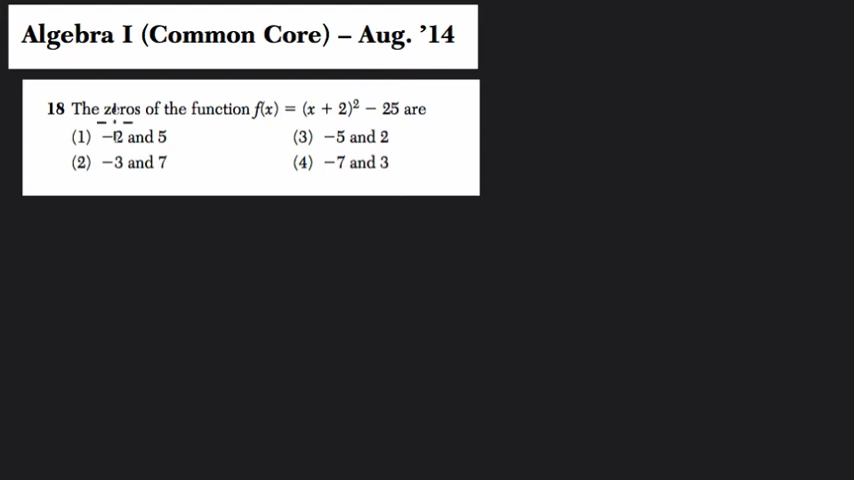 Algebra I (Common Core) – Aug. ’14
18 The zeros of the function f(x) = (x + 2)² − 25 are
(1) −2 and 5 (3) −5 and 2
(2) −3 and 7 (4) −7 and 3